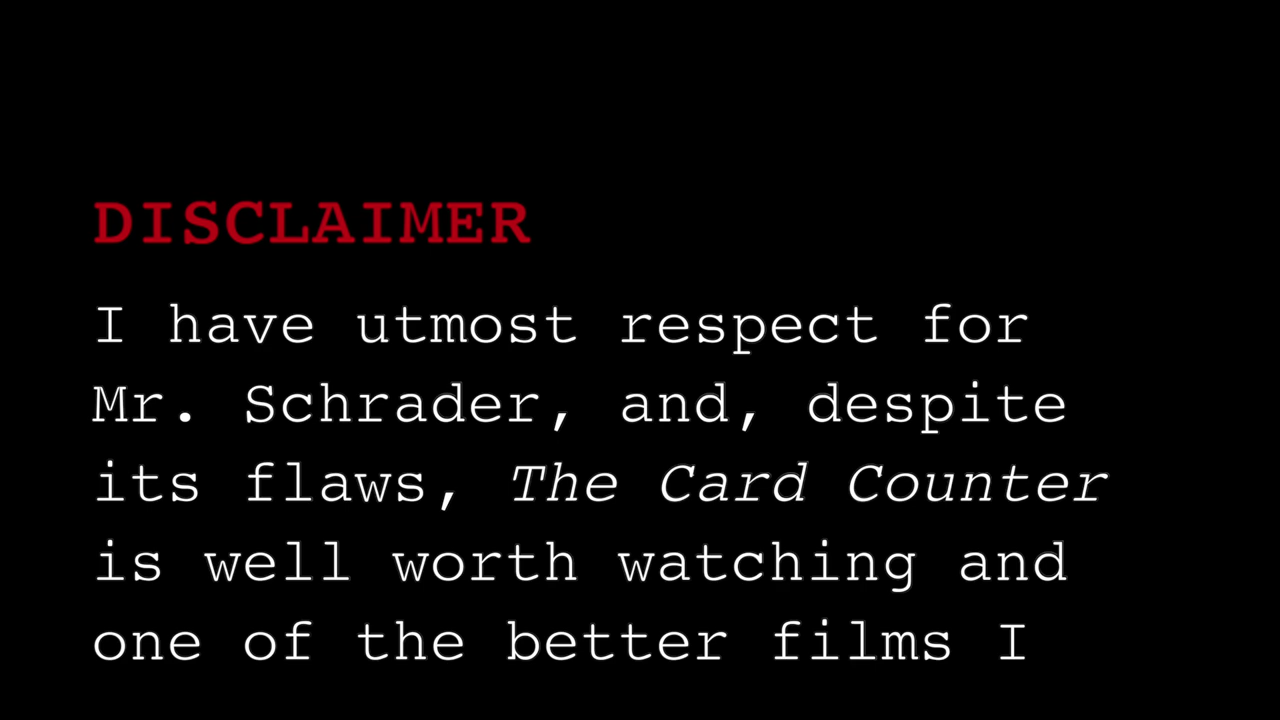 DISCLAIMER
I have utmost respect for
Mr. Schrader, and, despite
its flaws, The Card Counter
is well worth watching and
one of the better films I